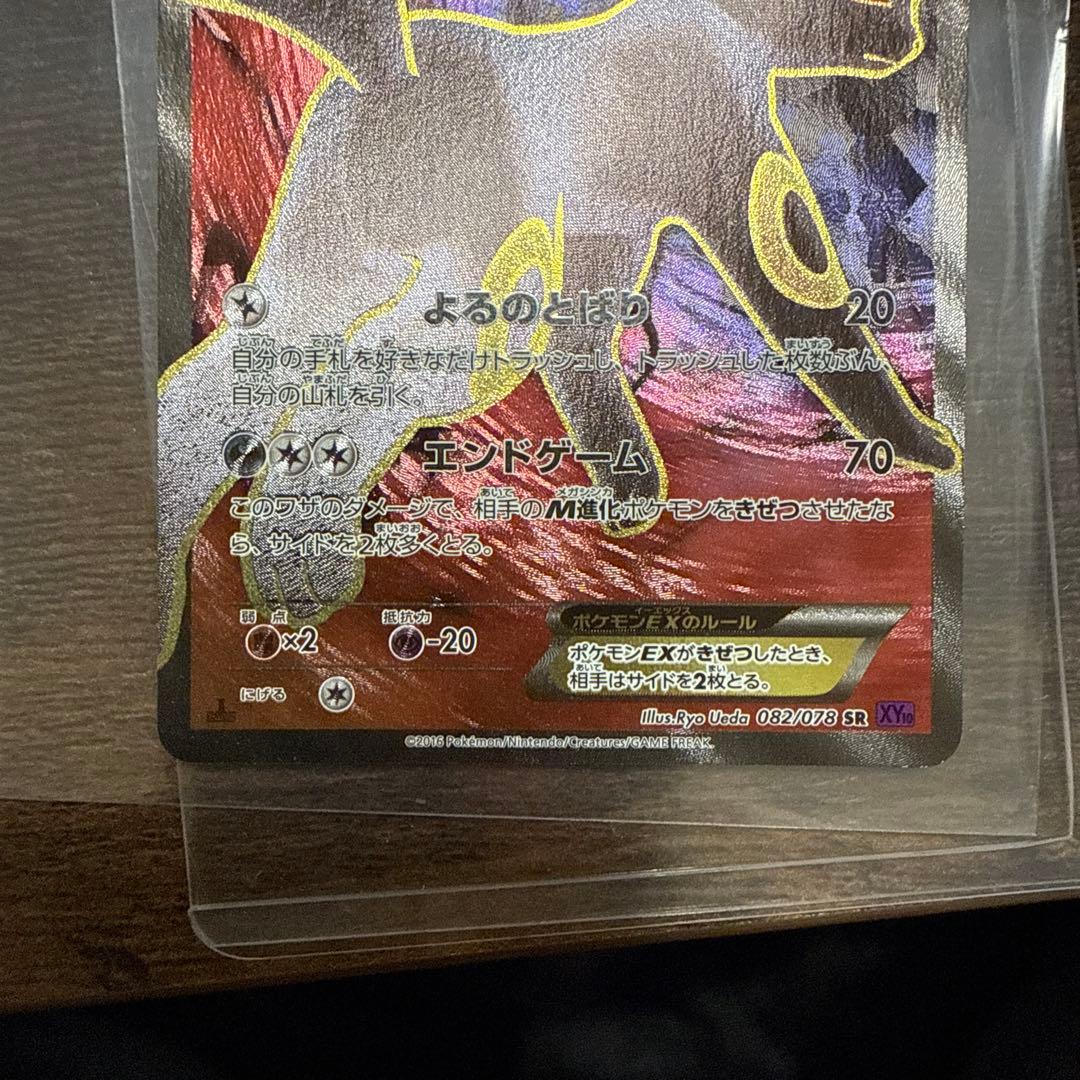 よるのとばり 20
自分の手札を好きなだけトラッシュし、トラッシュした枚数ぶん、
自分の山札を引く。
エンドゲーム 70
このワザのダメージで、相手のM進化ポケモンをきぜつさせたな
ら、サイドを2枚多くとる。
弱点 抵抗力
×2 -20
にげる
ポケモンEXのルール
ポケモンEXがきぜつしたとき、
相手はサイドを2枚とる。
Illus.Ryo Ueda 082/078 SR XY10
©2016 Pokémon/Nintendo/Creatures/GAME FREAK.